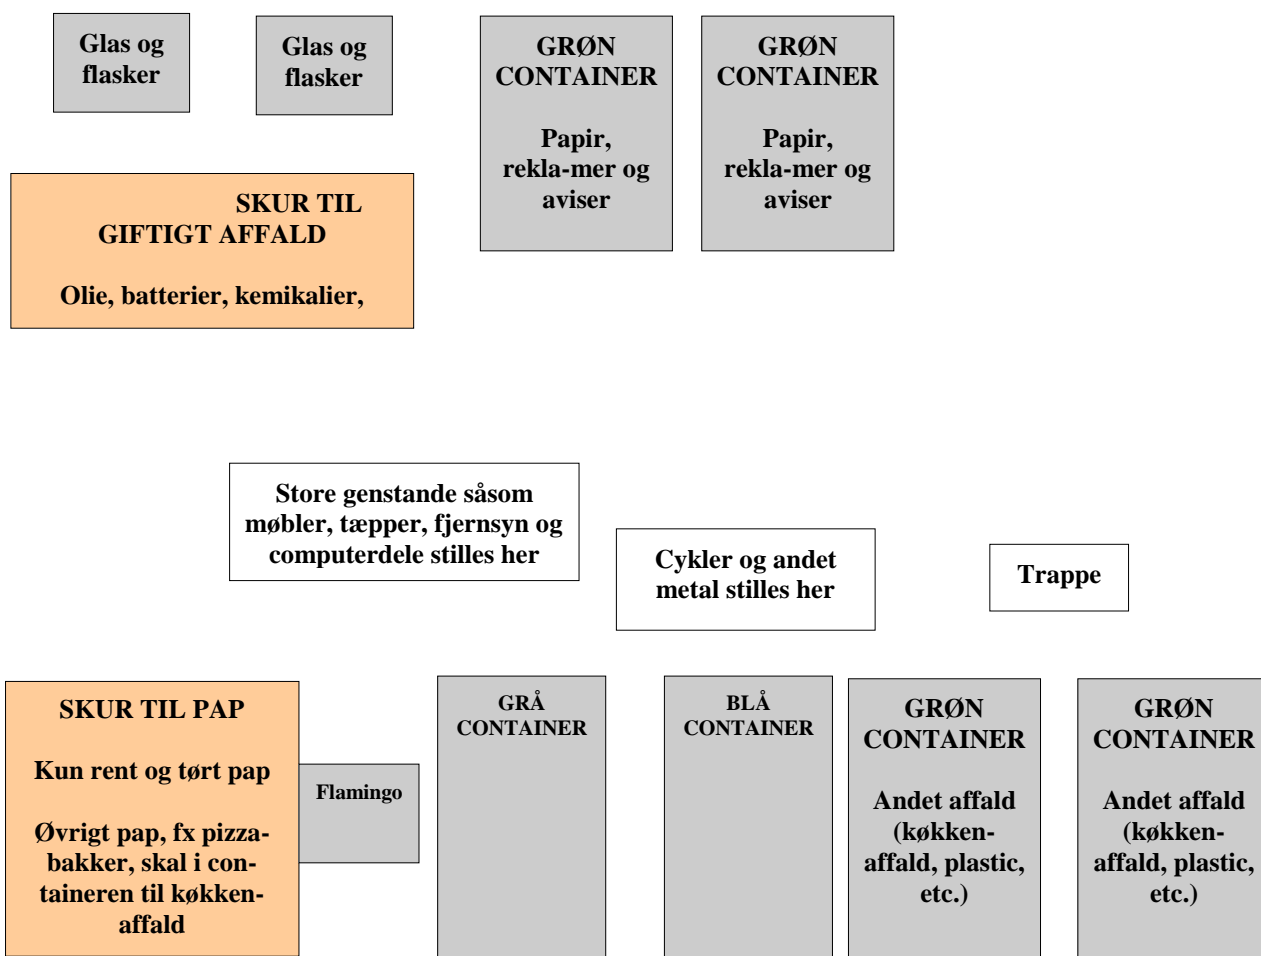 Glas og
flasker
Glas og
flasker
GRØN
CONTAINER
Papir,
rekla-mer og
aviser
GRØN
CONTAINER
Papir,
rekla-mer og
aviser
SKUR TIL
GIFTIGT AFFALD
Olie, batterier, kemikalier,
Store genstande såsom
møbler, tæpper, fjernsyn og
computerdele stilles her
Cykler og andet
metal stilles her
Trappe
SKUR TIL PAP
Kun rent og tørt pap
Øvrigt pap, fx pizza-
bakker, skal i con-
taineren til køkken-
affald
Flamingo
GRÅ
CONTAINER
BLÅ
CONTAINER
GRØN
CONTAINER
Andet affald
(køkken-
affald, plastic,
etc.)
GRØN
CONTAINER
Andet affald
(køkken-
affald, plastic,
etc.)